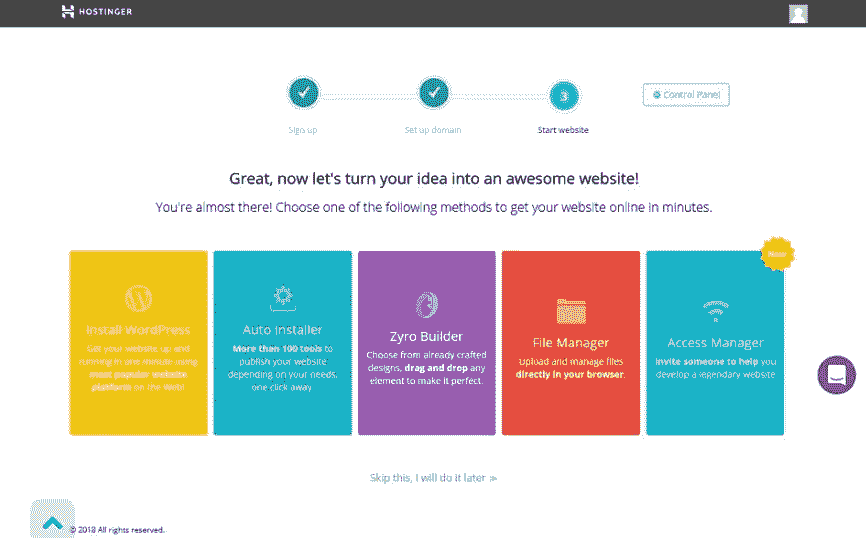 HOSTINGER
3
Control Panel
Sign up
Set up domain
Start website
Great, now let's turn your idea into an awesome website!
You're almost there! Choose one of the following methods to get your website online in minutes.
Install WordPress
Get your website up and
running in one minute using
most popular website
platform on the Web!
Auto Installer
More than 100 tools to
publish your website
depending on your needs,
one click away
Zyro Builder
Choose from already crafted
designs, drag and drop any
element to make it perfect.
File Manager
Upload and manage files
directly in your browser.
New
Access Manager
Invite someone to help you
develop a legendary website
Skip this, I will do it later
© 2018 All rights reserved.